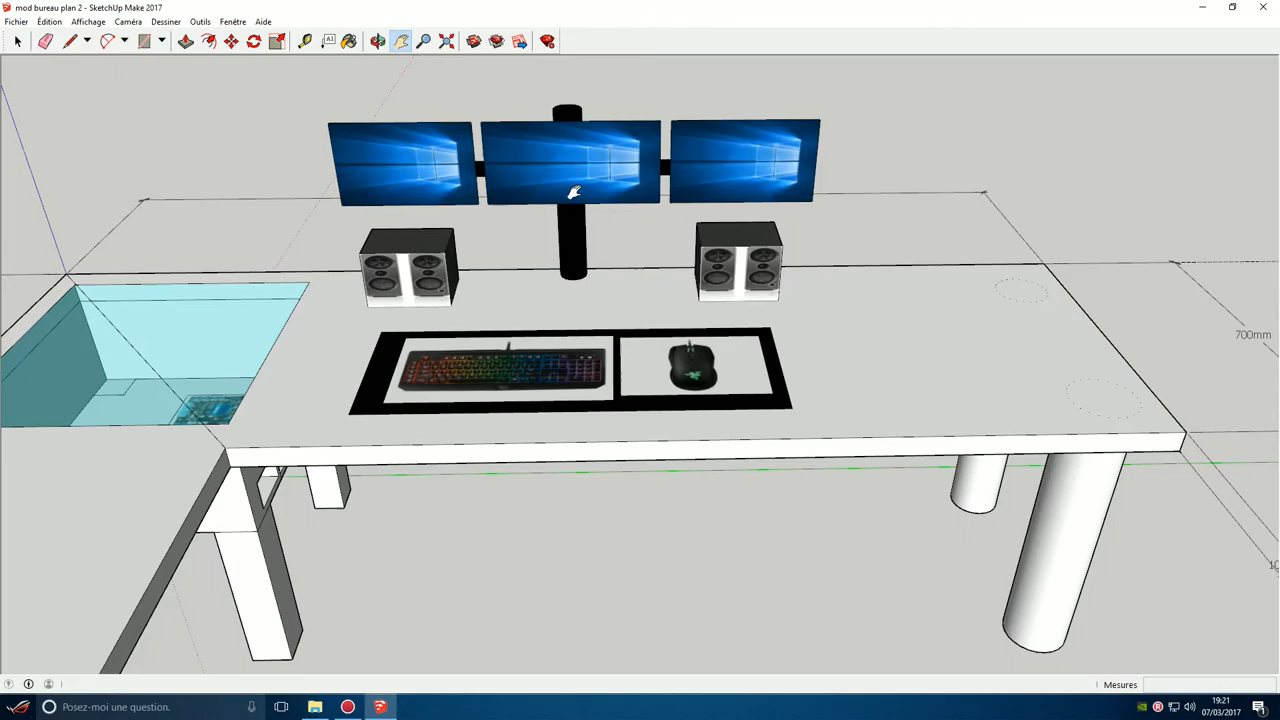 mod bureau plan 2 - SketchUp Make 2017
Fichier Édition Affichage Caméra Dessiner Outils Fenêtre Aide
A1
700mm
Mesures
Posez-moi une question.
19:21
07/03/2017